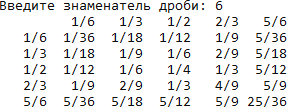 Введите знаменатель дроби: 6
1/6 1/3 1/2 2/3 5/6
1/6 1/36 1/18 1/12 1/9 5/36
1/3 1/18 1/9 1/6 2/9 5/18
1/2 1/12 1/6 1/4 1/3 5/12
2/3 1/9 2/9 1/3 4/9 5/9
5/6 5/36 5/18 5/12 5/9 25/36